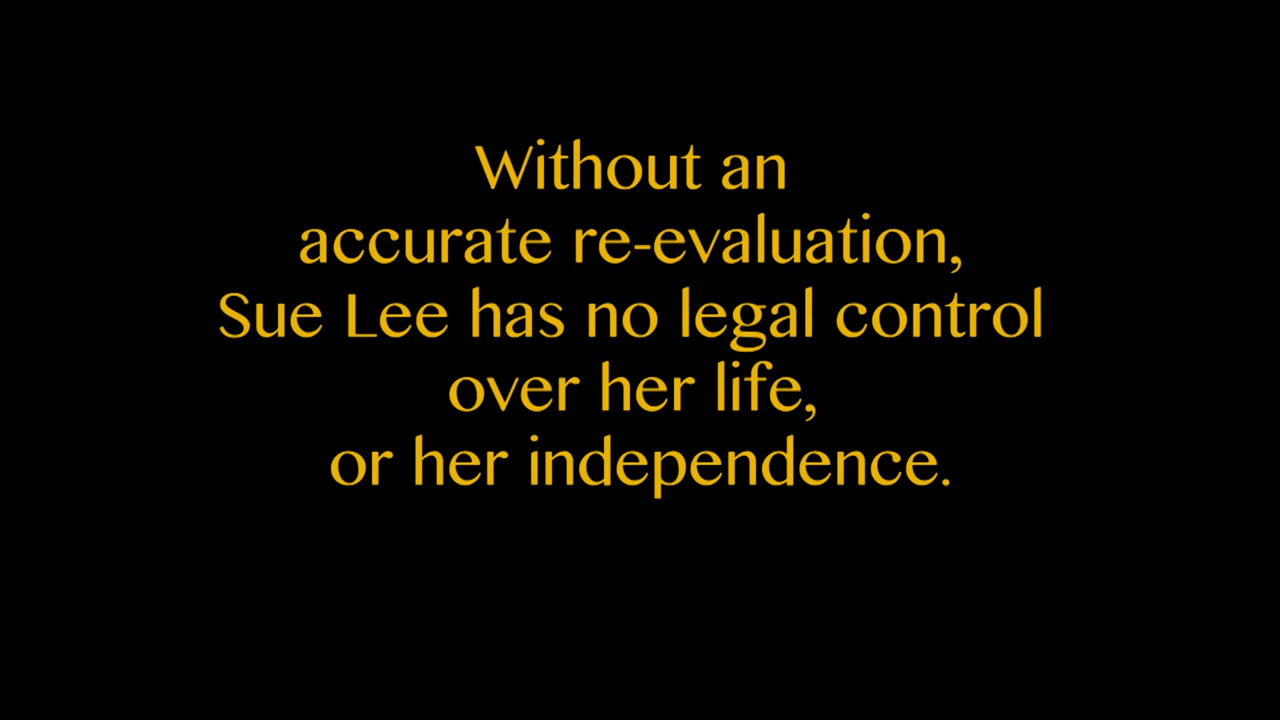 Without an
accurate re-evaluation,
Sue Lee has no legal control
over her life,
or her independence.